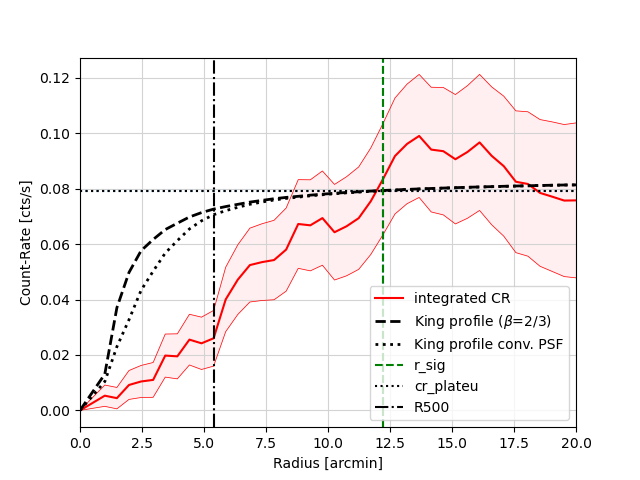 0.12
0.10
0.08
0.06
0.04
0.02
0.00
Count-Rate [cts/s]
integrated CR
King profile (β=2/3)
King profile conv. PSF
r_sig
cr_plateu
R500
0.0 2.5 5.0 7.5 10.0 12.5 15.0 17.5 20.0
Radius [arcmin]